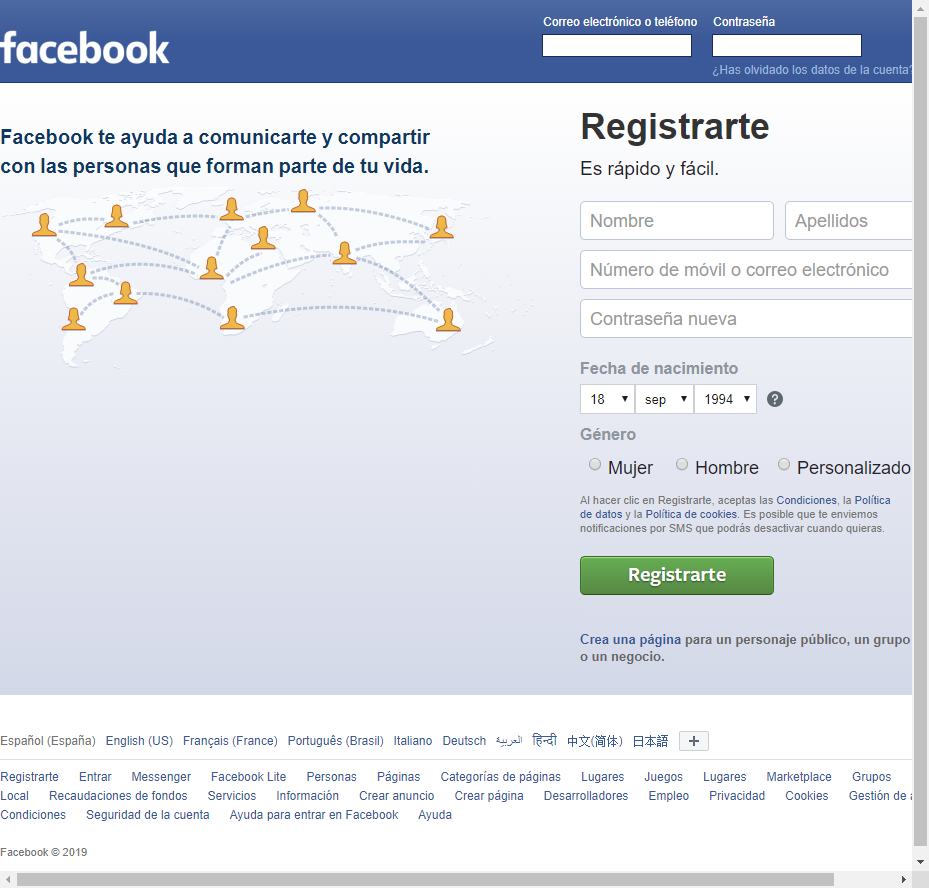 facebook
Correo electrónico o teléfono
Contraseña
¿Has olvidado los datos de la cuenta?
Facebook te ayuda a comunicarte y compartir
con las personas que forman parte de tu vida.
Registrarte
Es rápido y fácil.
Nombre
Apellidos
Número de móvil o correo electrónico
Contraseña nueva
Fecha de nacimiento
18 sep 1994 ?
Género
Mujer Hombre Personalizado
Al hacer clic en Registrarte, aceptas las Condiciones, la Política
de datos y la Política de cookies. Es posible que te enviemos
notificaciones por SMS que podrás desactivar cuando quieras.
Registrarte
Crea una página para un personaje público, un grupo
o un negocio.
Español (España) English (US) Français (France) Português (Brasil) Italiano Deutsch العربية हिन्दी 中文(简体) 日本語 +
Registrarte Entrar Messenger Facebook Lite Personas Páginas Categorías de páginas Lugares Juegos Lugares Marketplace Grupos
Local Recaudaciones de fondos Servicios Información Crear anuncio Crear página Desarrolladores Empleo Privacidad Cookies Gestión de
Condiciones Seguridad de la cuenta Ayuda para entrar en Facebook Ayuda
Facebook © 2019